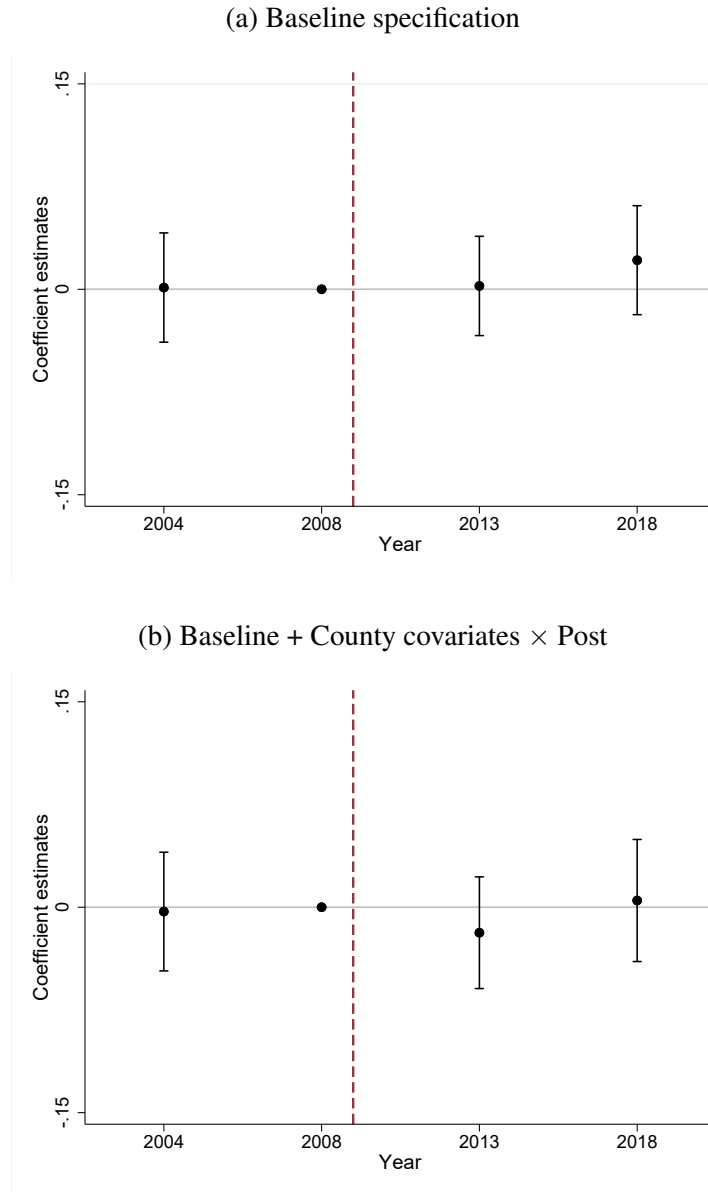 (a) Baseline specification
.15
0
-.15
Coefficient estimates
2004 2008 2013 2018
Year
(b) Baseline + County covariates × Post
.15
0
-.15
Coefficient estimates
2004 2008 2013 2018
Year